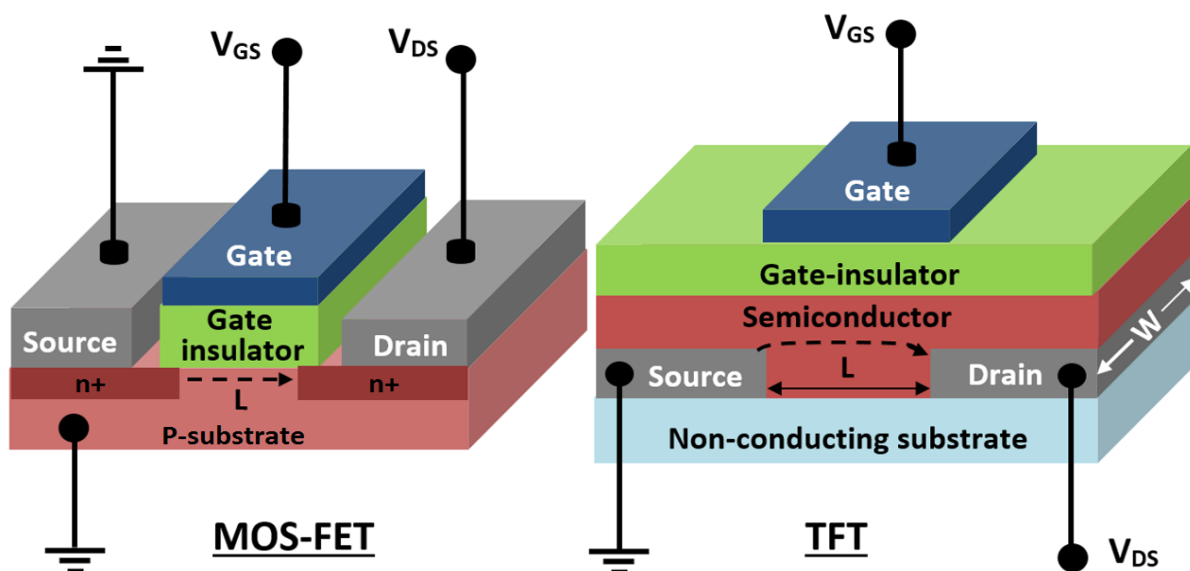 VGS
VDS
Gate
Source
Gate
insulator
Drain
n+
L
n+
P-substrate
MOS-FET
VGS
Gate
Gate-insulator
Semiconductor
W
Source
L
Drain
Non-conducting substrate
TFT
VDS